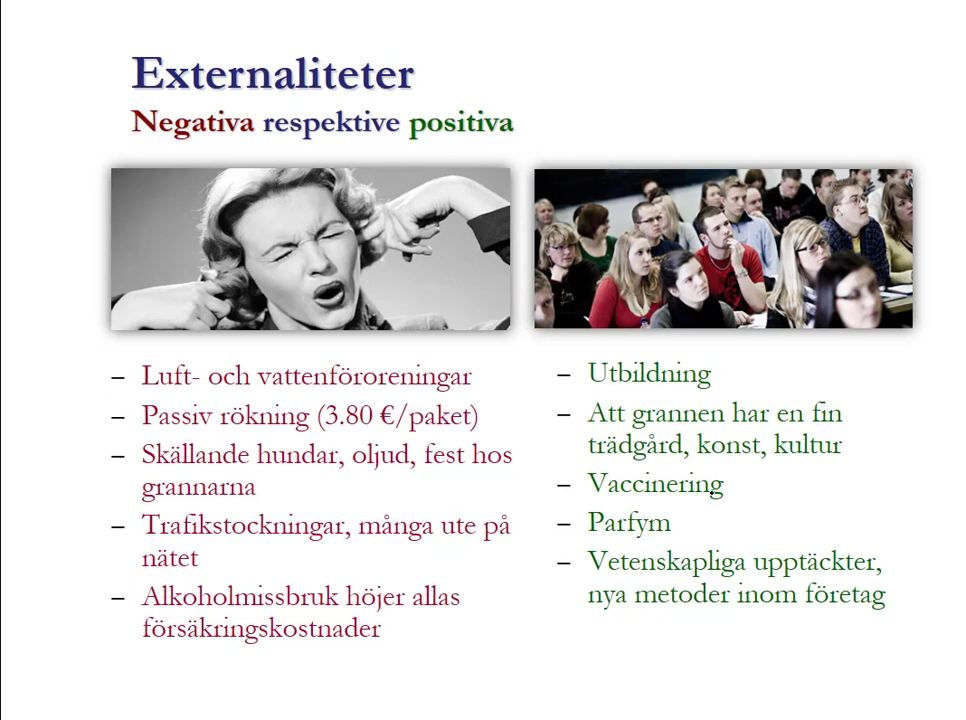 Externaliteter
Negativa respektive positiva
– Luft- och vattenföroreningar
– Passiv rökning (3.80 €/paket)
– Skällande hundar, oljud, fest hos
grannarna
– Trafikstockningar, många ute på
nätet
– Alkoholmissbruk höjer allas
försäkringskostnader
– Utbildning
– Att grannen har en fin
trädgård, konst, kultur
– Vaccinering
– Parfym
– Vetenskapliga upptäckter,
nya metoder inom företag